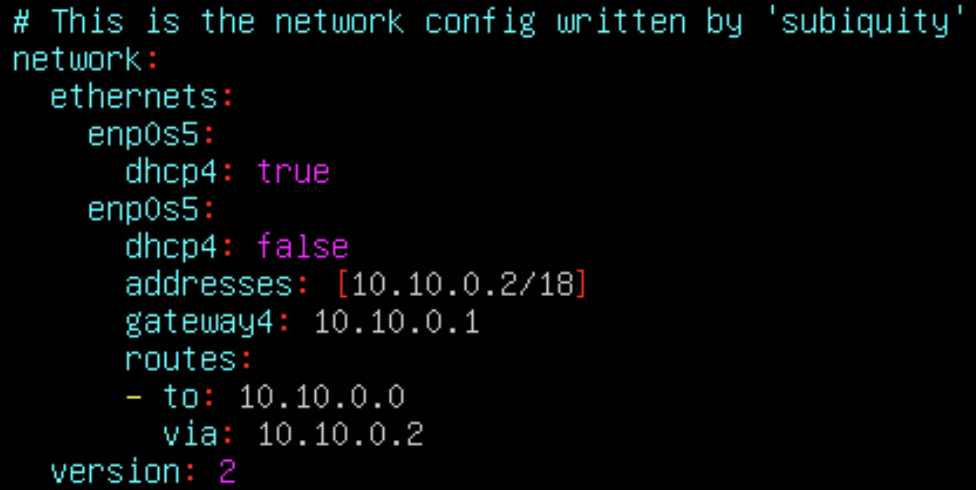 # This is the network config written by 'subiquity'
network:
  ethernets:
    enp0s5:
      dhcp4: true
    enp0s5:
      dhcp4: false
      addresses: [10.10.0.2/18]
      gateway4: 10.10.0.1
      routes:
      - to: 10.10.0.0
        via: 10.10.0.2
  version: 2